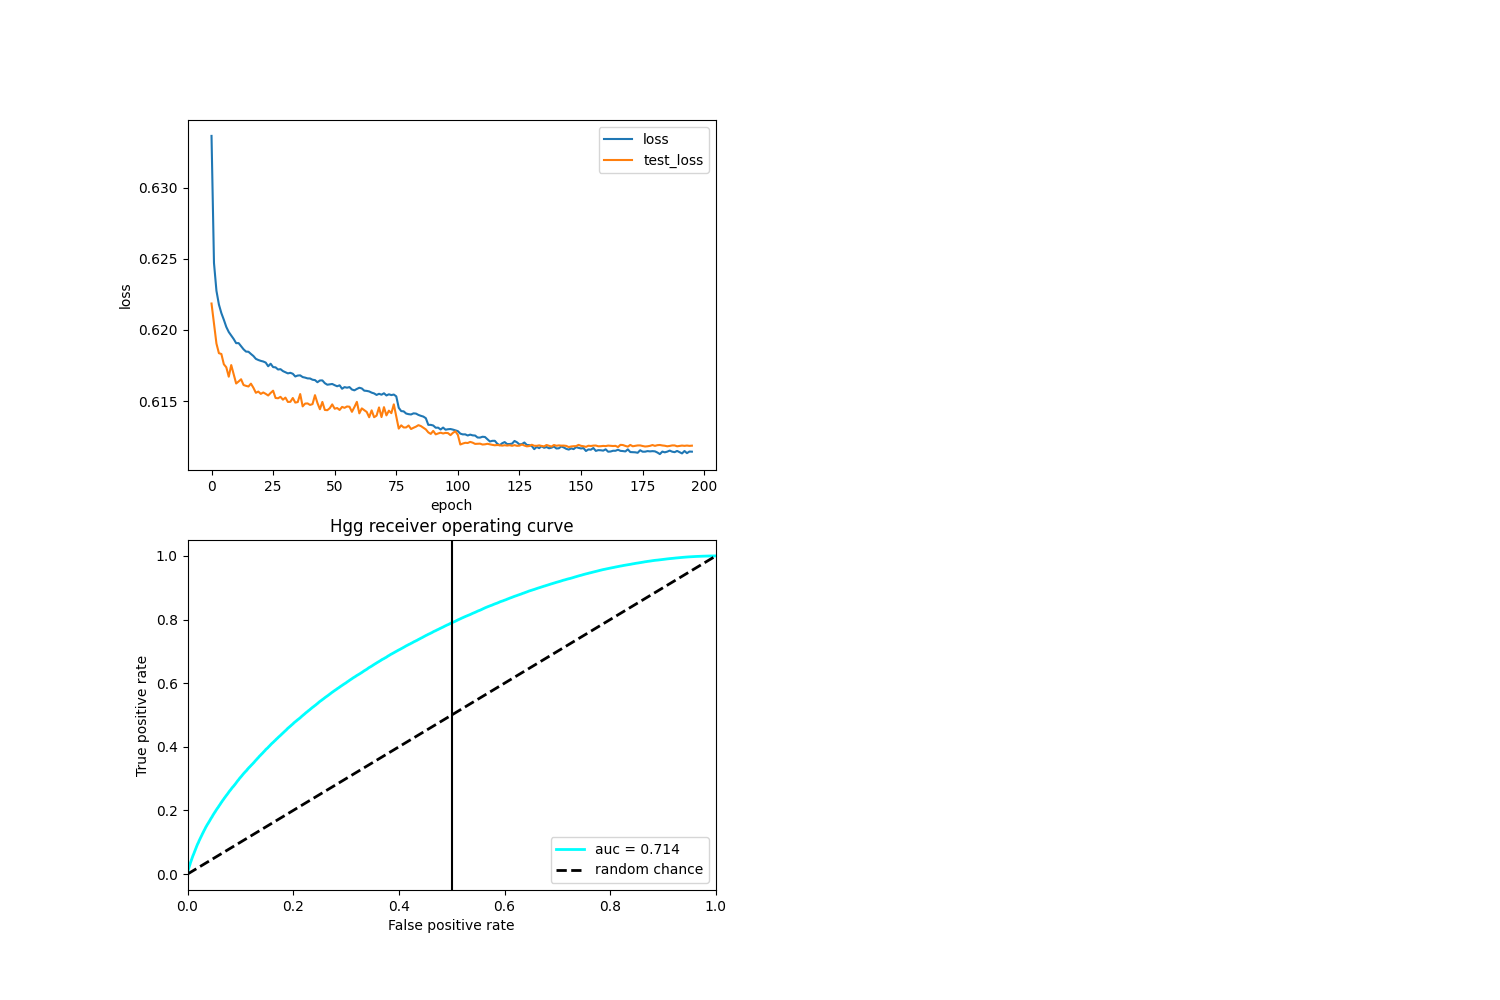 loss
test_loss
0.630
0.625
0.620
0.615
loss
0 25 50 75 100 125 150 175 200
epoch
Hgg receiver operating curve
1.0
0.8
0.6
0.4
0.2
0.0
True positive rate
auc = 0.714
random chance
0.0 0.2 0.4 0.6 0.8 1.0
False positive rate